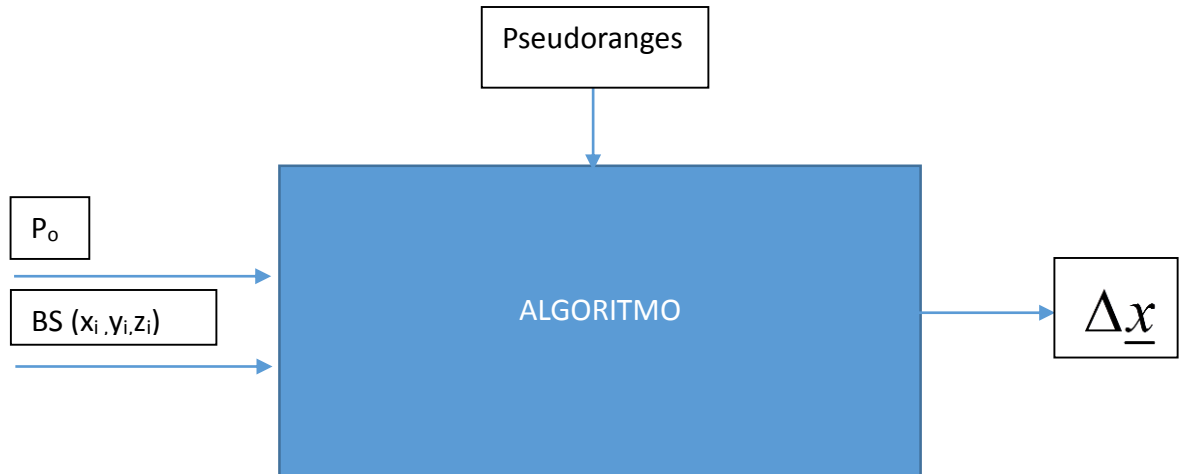 Pseudoranges
Pₒ
BS (xᵢ ,yᵢ,zᵢ)
ALGORITMO
Δx̲